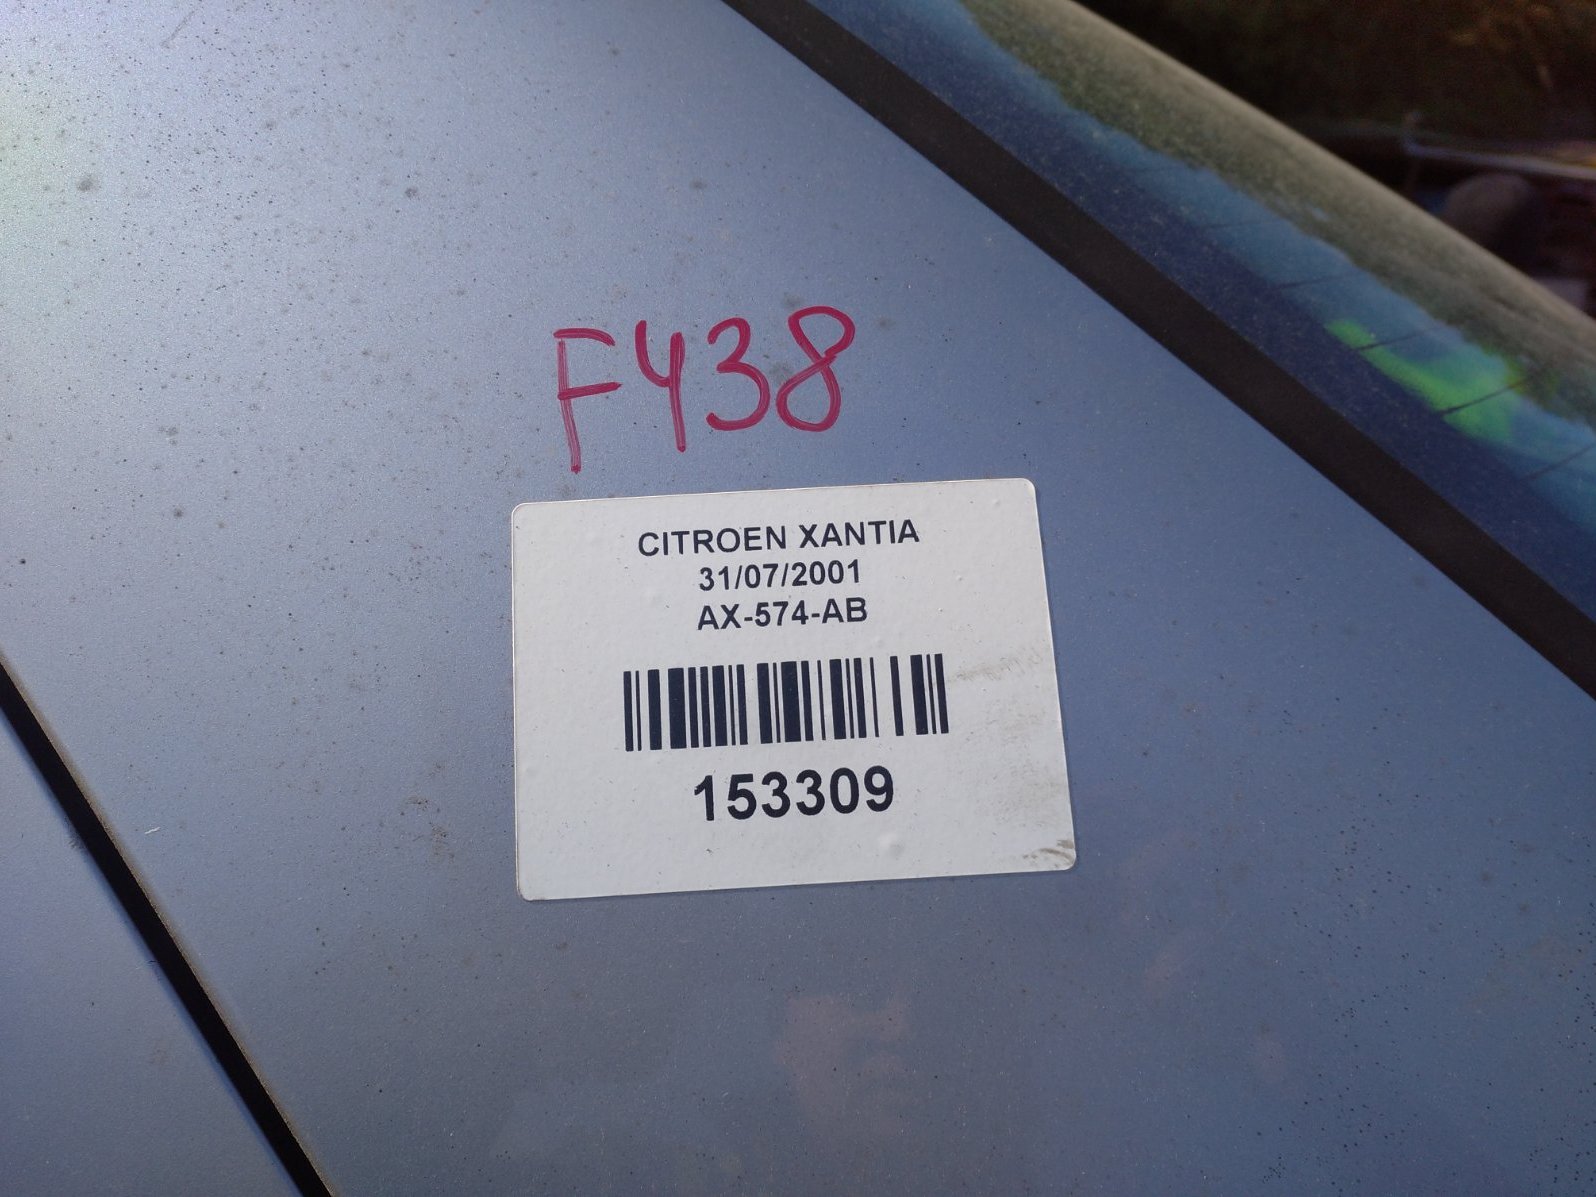 F438
CITROEN XANTIA
31/07/2001
AX-574-AB
153309